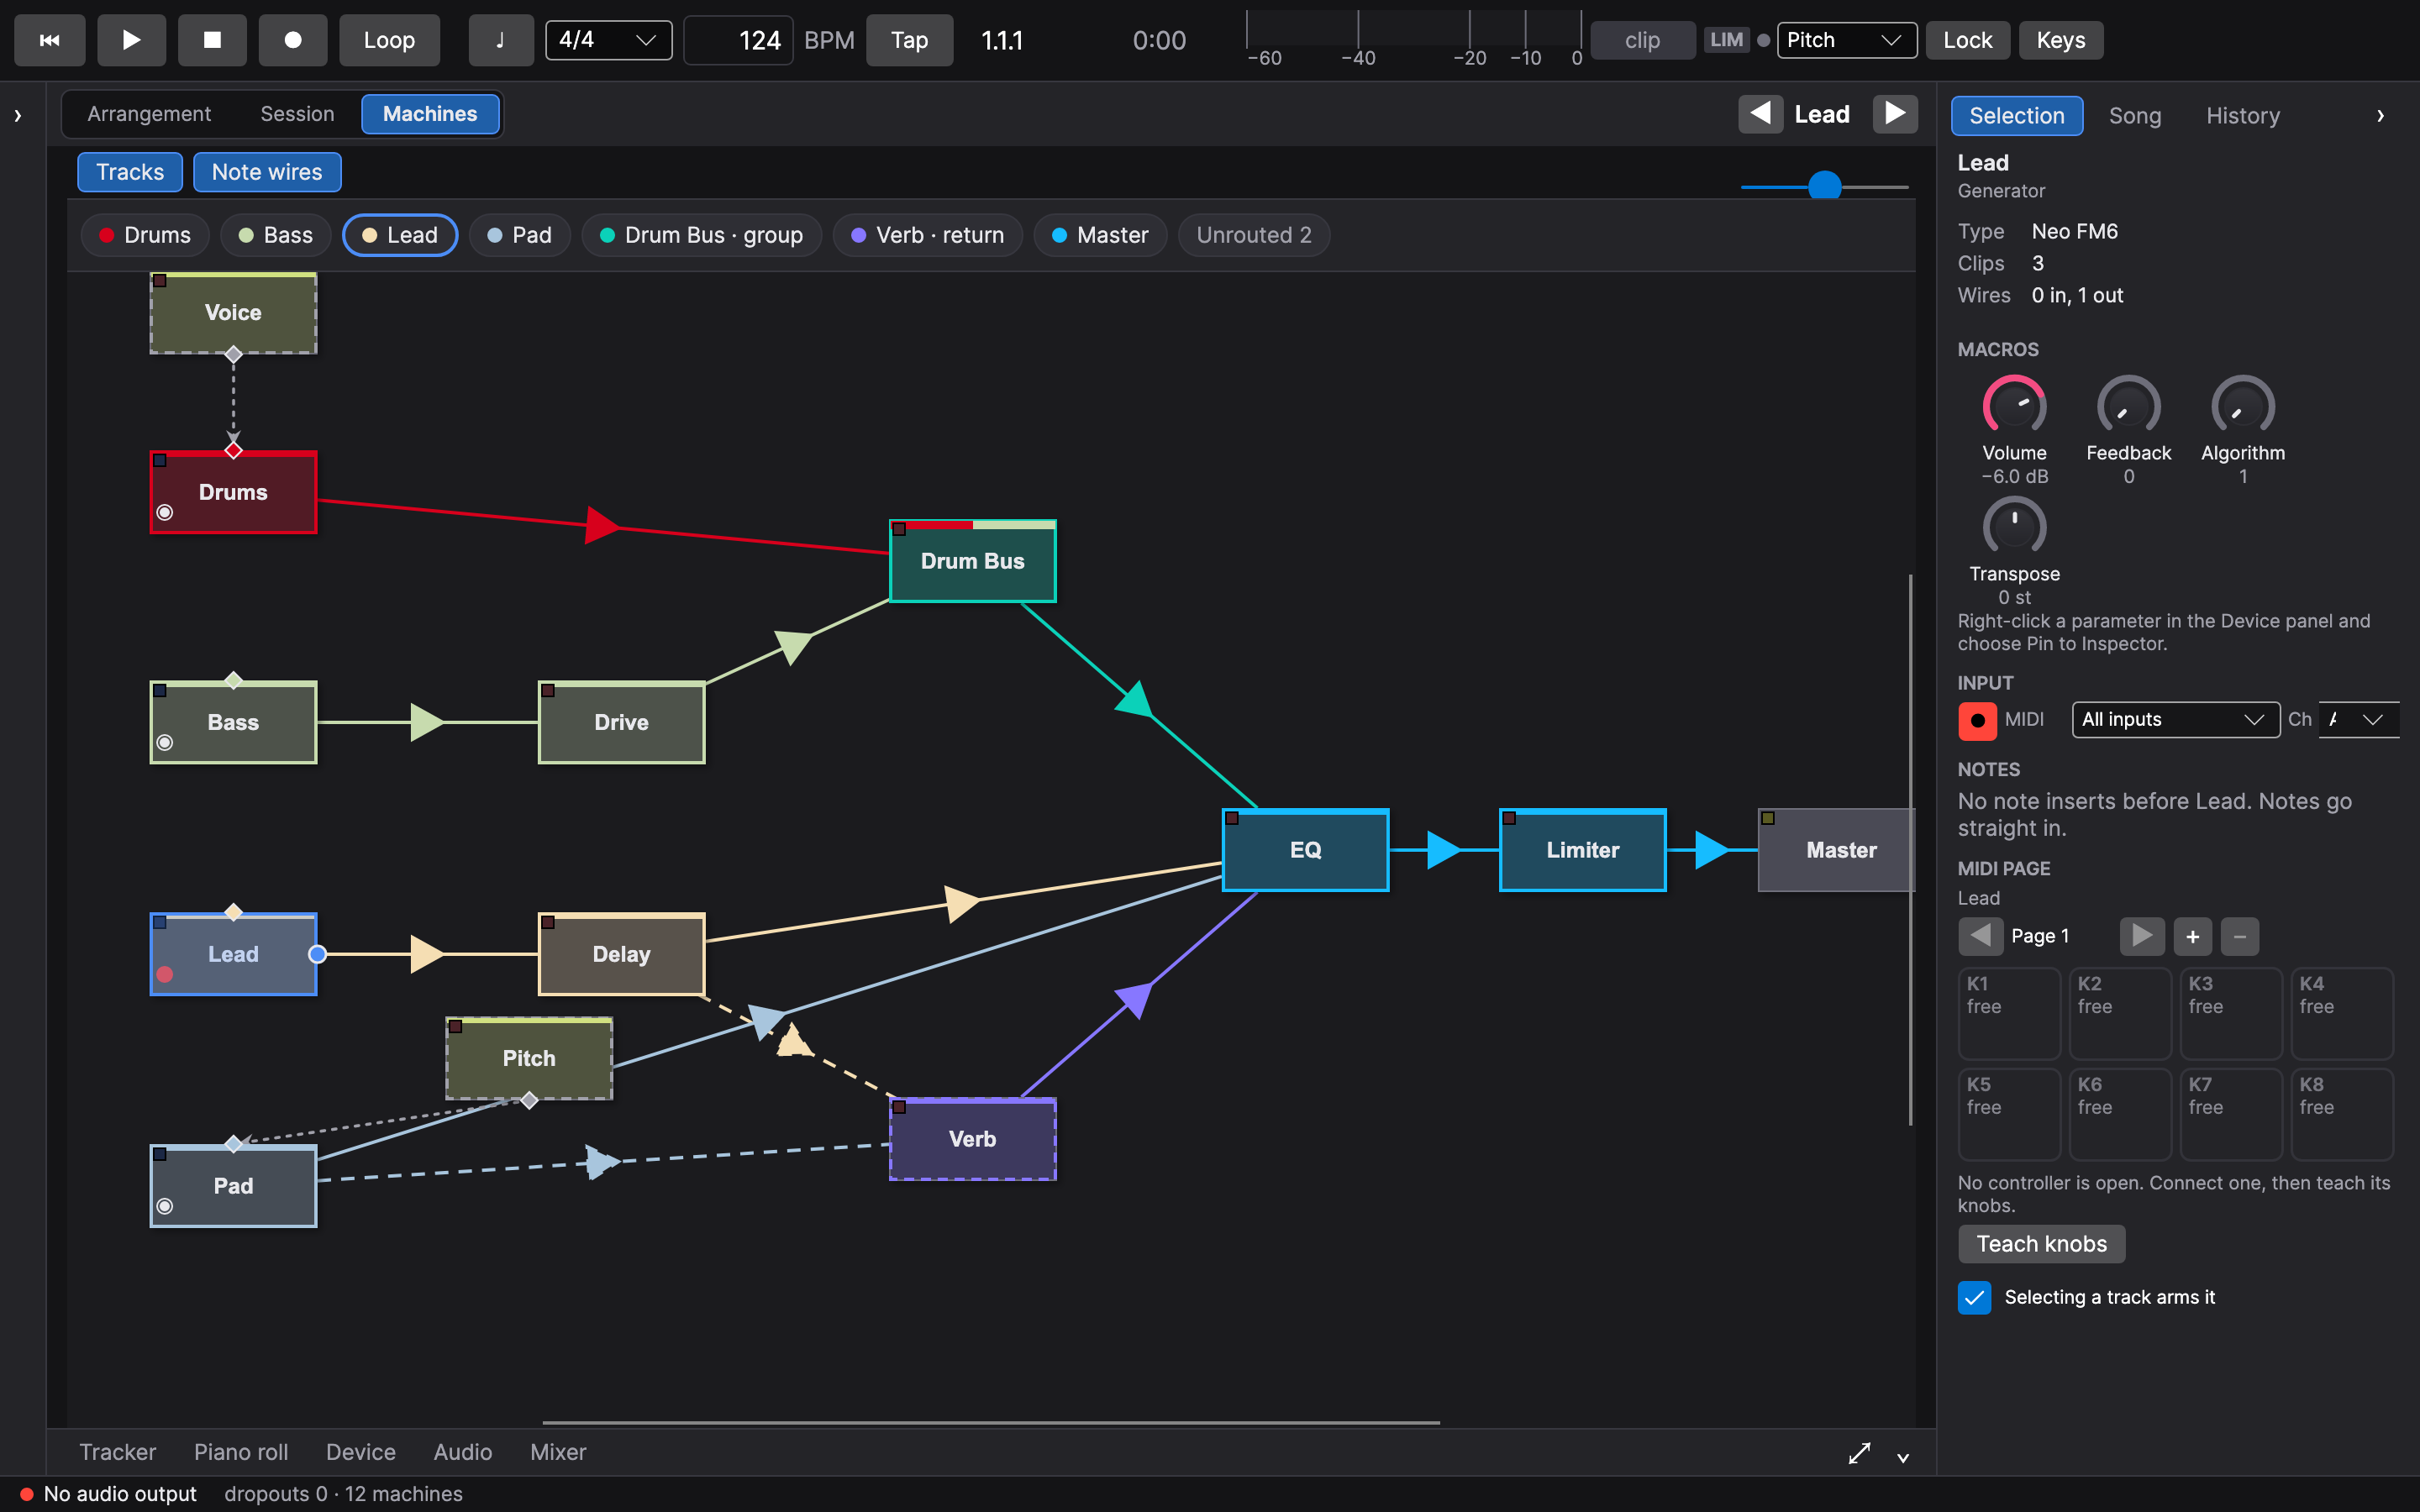 Loop 4/4 124 BPM Tap 1.1.1 0:00 −60 −40 −20 −10 0 clip LIM Pitch Lock Keys
Arrangement Session Machines Lead
Tracks Note wires
Drums Bass Lead Pad Drum Bus · group Verb · return Master Unrouted 2
Voice
Drums
Drum Bus
Bass Drive
EQ Limiter Master
Lead Delay
Pitch
Verb
Pad
Selection Song History
Lead
Generator
Type Neo FM6
Clips 3
Wires 0 in, 1 out
MACROS
Volume Feedback Algorithm
−6.0 dB 0 1
Transpose
0 st
Right-click a parameter in the Device panel and
choose Pin to Inspector.
INPUT
MIDI All inputs Ch
NOTES
No note inserts before Lead. Notes go
straight in.
MIDI PAGE
Lead
Page 1 + −
K1 K2 K3 K4
free free free free
K5 K6 K7 K8
free free free free
No controller is open. Connect one, then teach its
knobs.
Teach knobs
Selecting a track arms it
Tracker Piano roll Device Audio Mixer
No audio output dropouts 0 · 12 machines